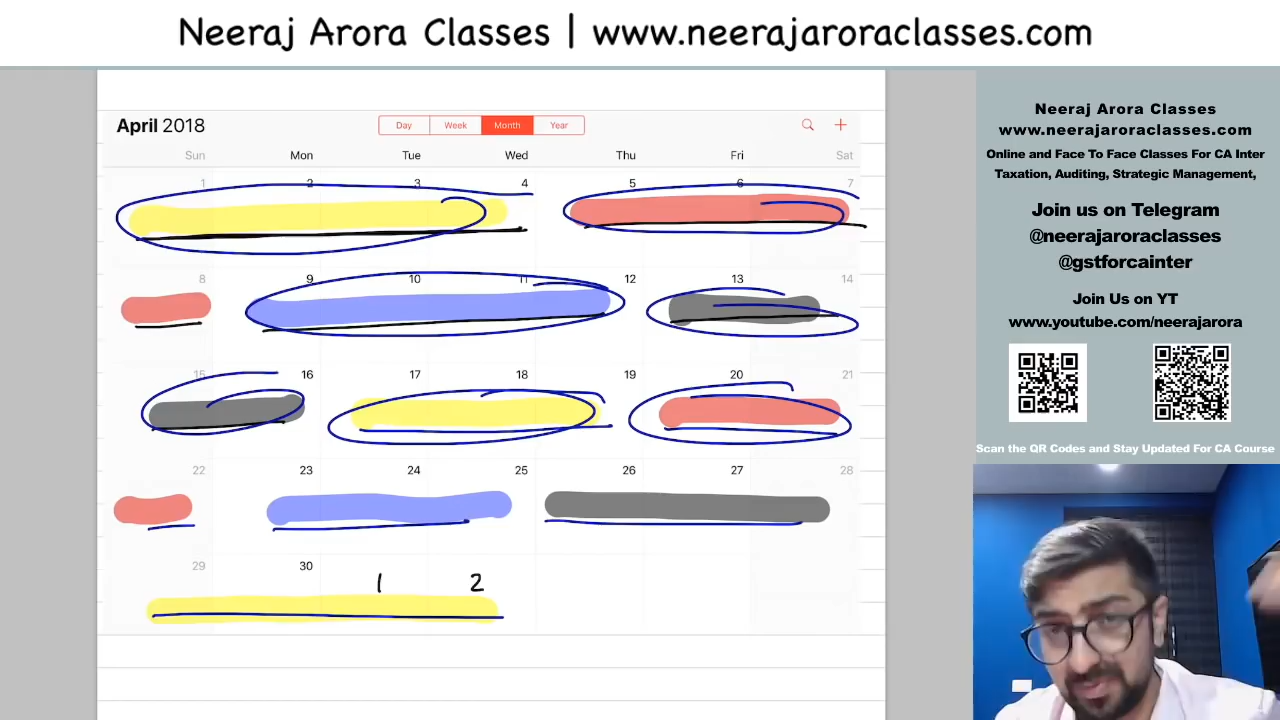 Neeraj Arora Classes | www.neerajaroraclasses.com
April 2018
Day Week Month Year
Sun Mon Tue Wed Thu Fri Sat
1 2 3 4 5 6 7
8 9 10 11 12 13 14
15 16 17 18 19 20 21
22 23 24 25 26 27 28
29 30
1 2
Neeraj Arora Classes
www.neerajaroraclasses.com
Online and Face To Face Classes For CA Inter
Taxation, Auditing, Strategic Management,
Join us on Telegram
@neerajaroraclasses
@gstforcainter
Join Us on YT
www.youtube.com/neerajarora
Scan the QR Codes and Stay Updated For CA Course